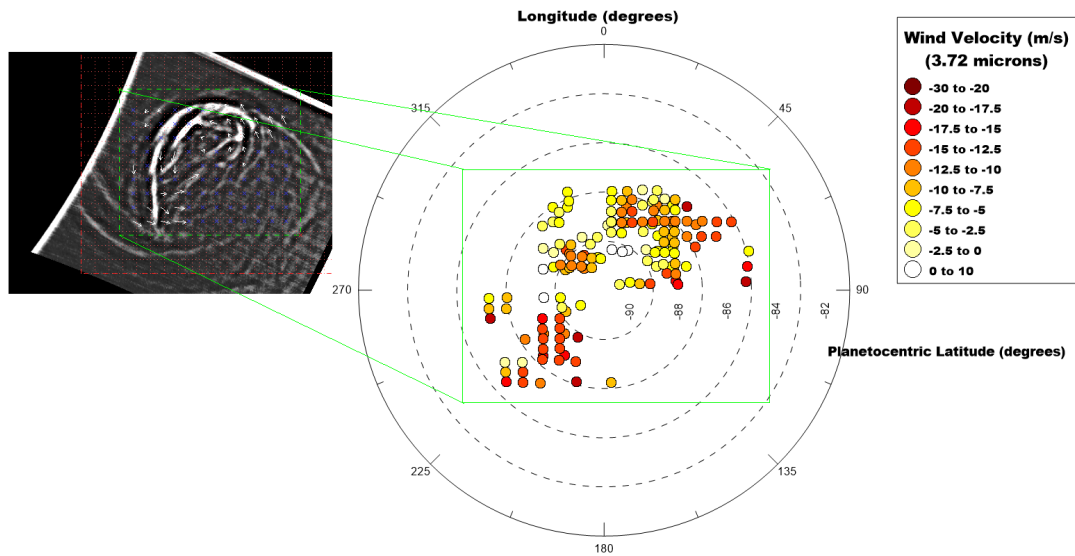 Longitude (degrees)
0
45
90
135
180
225
270
315
-90
-88
-86
-84
-82
Planetocentric Latitude (degrees)
Wind Velocity (m/s)
(3.72 microns)
-30 to -20
-20 to -17.5
-17.5 to -15
-15 to -12.5
-12.5 to -10
-10 to -7.5
-7.5 to -5
-5 to -2.5
-2.5 to 0
0 to 10